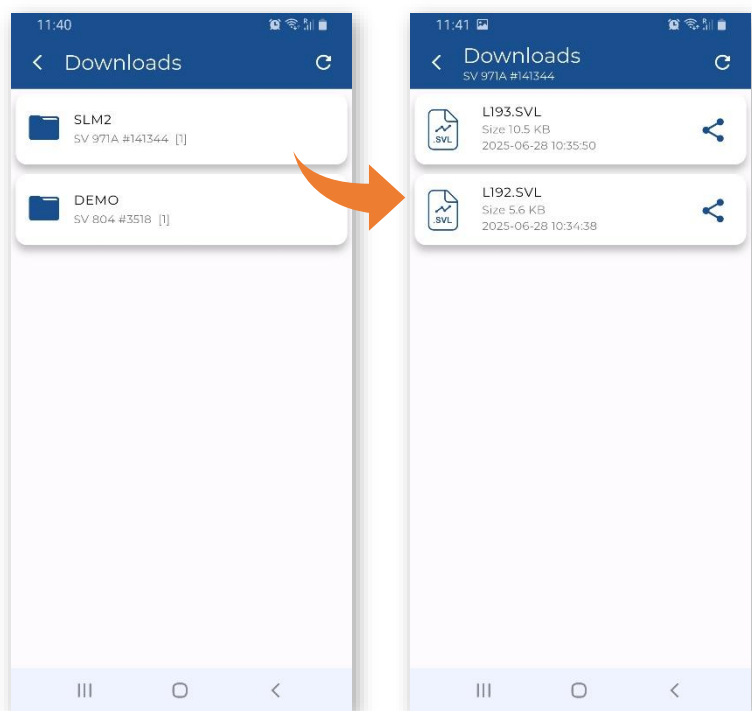 11:40
Downloads
SLM2
SV 971A #141344 [1]
DEMO
SV 804 #3518 [1]
11:41
Downloads
SV 971A #141344
L193.SVL
Size 10.5 KB
2025-06-28 10:35:50
.SVL
L192.SVL
Size 5.6 KB
2025-06-28 10:34:38
.SVL